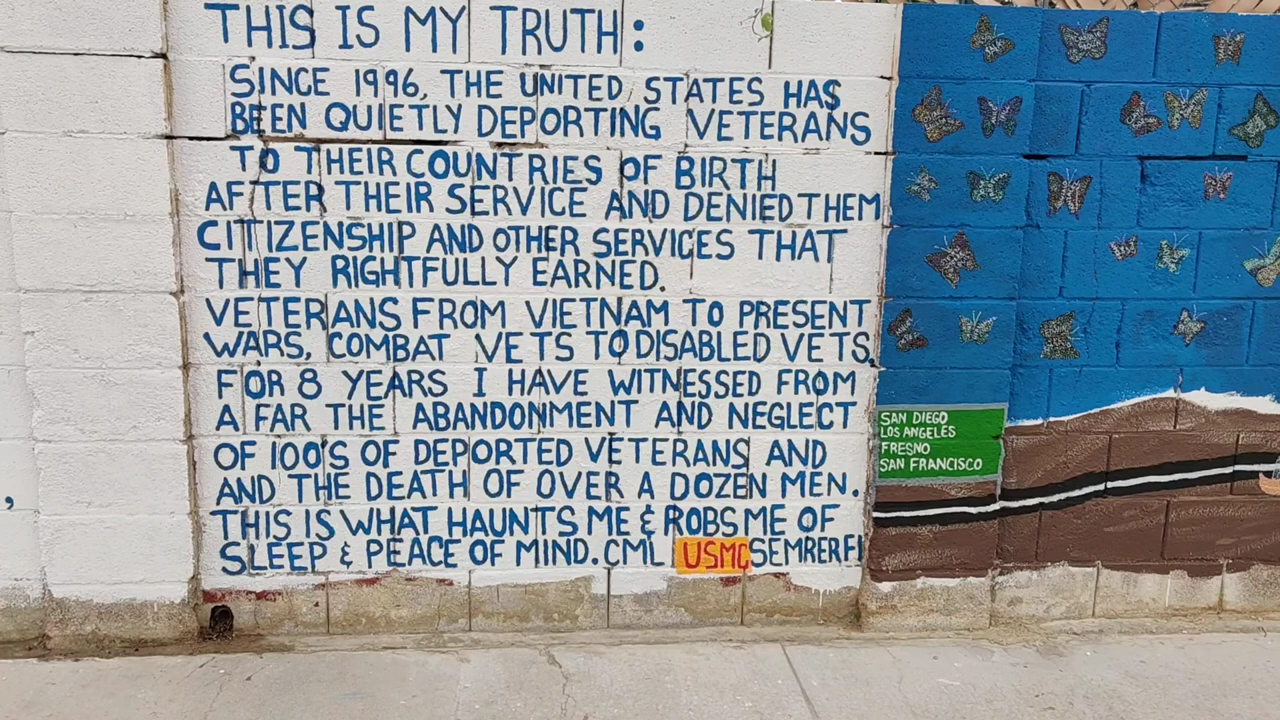 THIS IS MY TRUTH:
SINCE 1996, THE UNITED STATES HAS
BEEN QUIETLY DEPORTING VETERANS
TO THEIR COUNTRIES OF BIRTH
AFTER THEIR SERVICE AND DENIED THEM
CITIZENSHIP AND OTHER SERVICES THAT
THEY RIGHTFULLY EARNED.
VETERANS FROM VIETNAM TO PRESENT
WARS, COMBAT VETS TO DISABLED VETS.
FOR 8 YEARS I HAVE WITNESSED FROM
A FAR THE ABANDONMENT AND NEGLECT
OF 100'S OF DEPORTED VETERANS AND
AND THE DEATH OF OVER A DOZEN MEN.
THIS IS WHAT HAUNTS ME & ROBS ME OF
SLEEP & PEACE OF MIND. CML USMC SEMRERFI
SAN DIEGO
LOS ANGELES
FRESNO
SAN FRANCISCO
,